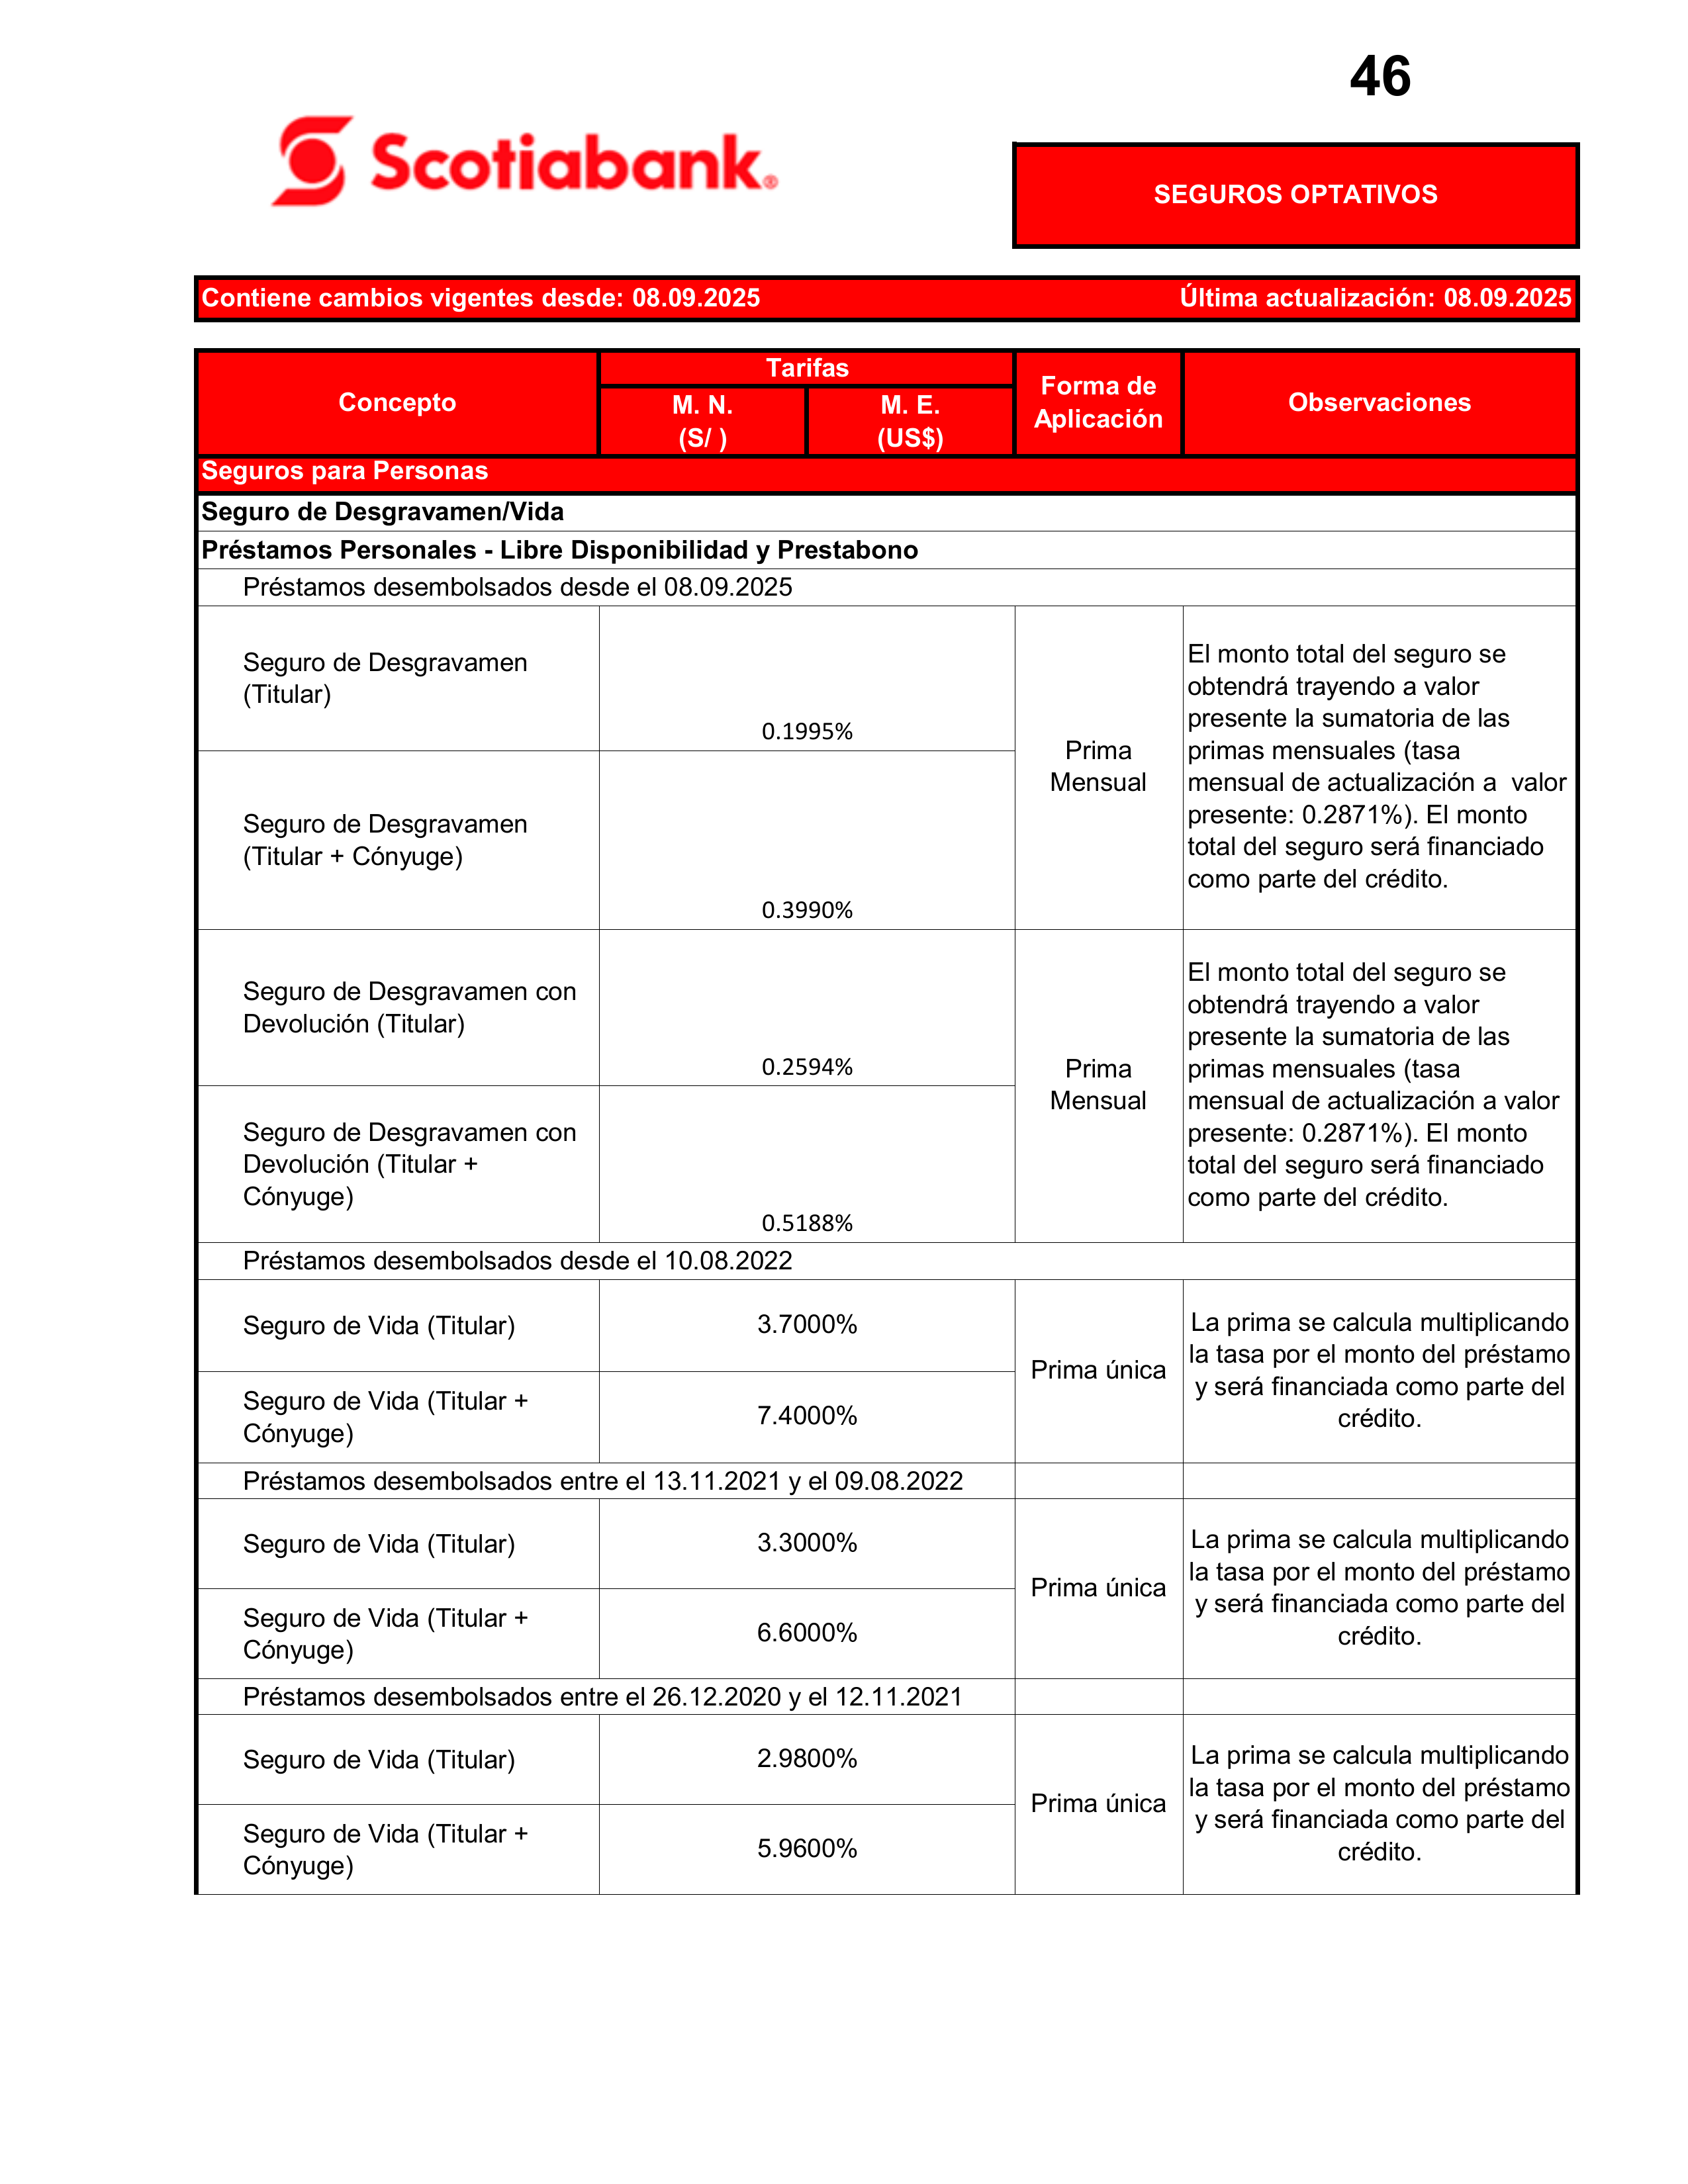 46
Scotiabank®
SEGUROS OPTATIVOS
Contiene cambios vigentes desde: 08.09.2025 Última actualización: 08.09.2025
Concepto
Tarifas
M. N.
(S/ )
M. E.
(US$)
Forma de
Aplicación
Observaciones
Seguros para Personas
Seguro de Desgravamen/Vida
Préstamos Personales - Libre Disponibilidad y Prestabono
Préstamos desembolsados desde el 08.09.2025
Seguro de Desgravamen
(Titular)
0.1995%
Seguro de Desgravamen
(Titular + Cónyuge)
0.3990%
Prima
Mensual
El monto total del seguro se
obtendrá trayendo a valor
presente la sumatoria de las
primas mensuales (tasa
mensual de actualización a  valor
presente: 0.2871%). El monto
total del seguro será financiado
como parte del crédito.
Seguro de Desgravamen con
Devolución (Titular)
0.2594%
Seguro de Desgravamen con
Devolución (Titular +
Cónyuge)
0.5188%
Prima
Mensual
El monto total del seguro se
obtendrá trayendo a valor
presente la sumatoria de las
primas mensuales (tasa
mensual de actualización a valor
presente: 0.2871%). El monto
total del seguro será financiado
como parte del crédito.
Préstamos desembolsados desde el 10.08.2022
Seguro de Vida (Titular)
3.7000%
Seguro de Vida (Titular +
Cónyuge)
7.4000%
Prima única
La prima se calcula multiplicando
la tasa por el monto del préstamo
y será financiada como parte del
crédito.
Préstamos desembolsados entre el 13.11.2021 y el 09.08.2022
Seguro de Vida (Titular)
3.3000%
Seguro de Vida (Titular +
Cónyuge)
6.6000%
Prima única
La prima se calcula multiplicando
la tasa por el monto del préstamo
y será financiada como parte del
crédito.
Préstamos desembolsados entre el 26.12.2020 y el 12.11.2021
Seguro de Vida (Titular)
2.9800%
Seguro de Vida (Titular +
Cónyuge)
5.9600%
Prima única
La prima se calcula multiplicando
la tasa por el monto del préstamo
y será financiada como parte del
crédito.